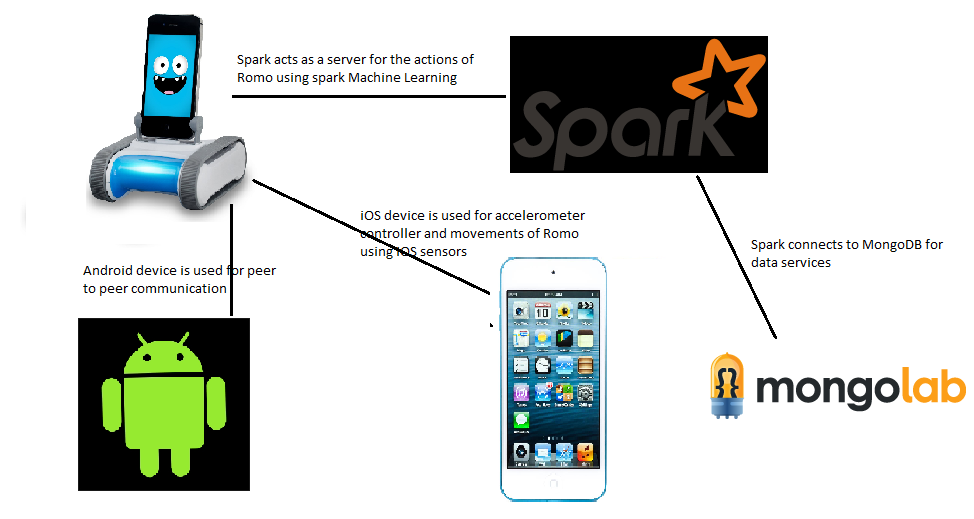 Spark acts as a server for the actions of
Romo using spark Machine Learning
Spark
iOS device is used for accelerometer
controller and movements of Romo
using iOS sensors
Spark connects to MongoDB for
data services
Android device is used for peer
to peer communication
mongolab